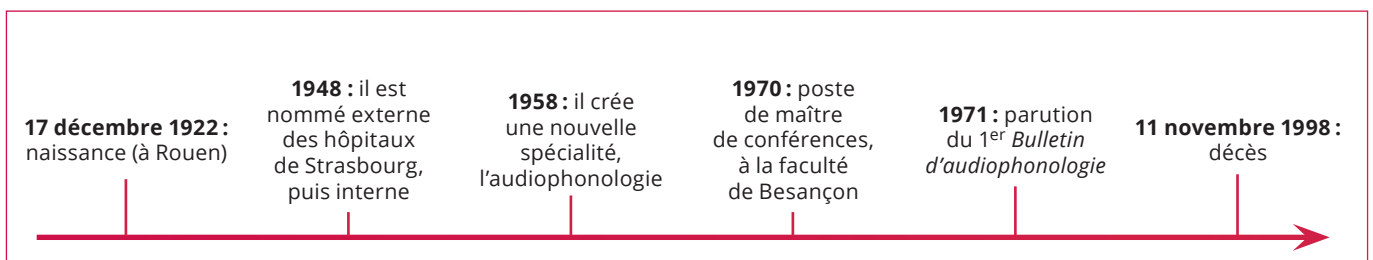 17 décembre 1922 :
naissance (à Rouen)
1948 : il est
nommé externe
des hôpitaux
de Strasbourg,
puis interne
1958 : il crée
une nouvelle
spécialité,
l’audiophonologie
1970 : poste
de maître
de conférences,
à la faculté
de Besançon
1971 : parution
du 1er Bulletin
d’audiophonologie
11 novembre 1998 :
décès